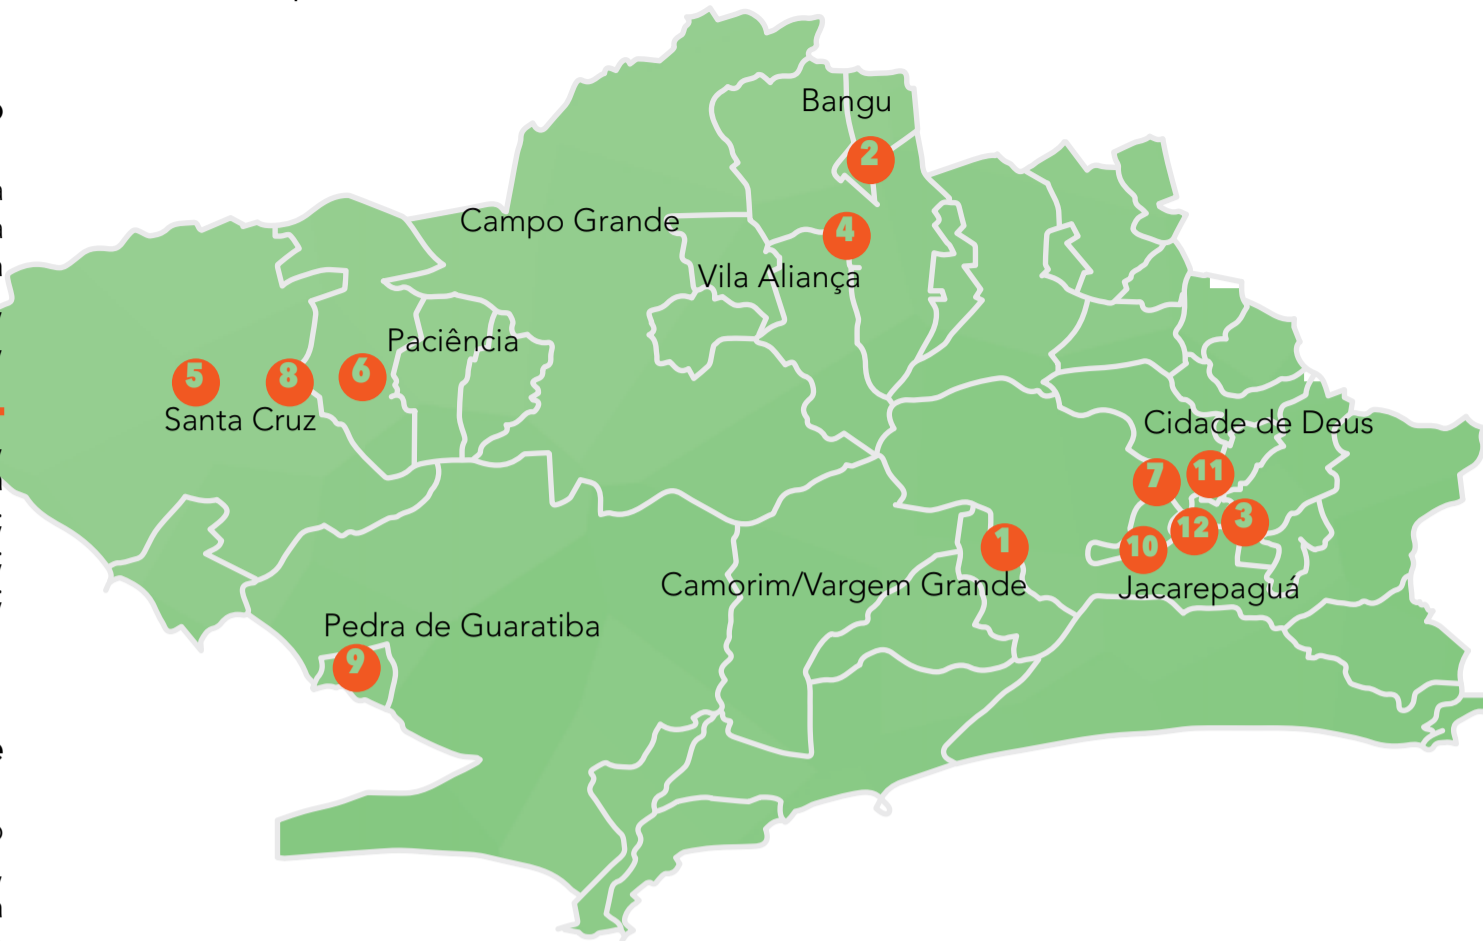 Bangu
2
Campo Grande
4
Vila Aliança
Paciência
5
8
6
Santa Cruz
Cidade de Deus
7
11
3
12
1
10
Camorim/Vargem Grande
Jacarepaguá
Pedra de Guaratiba
9